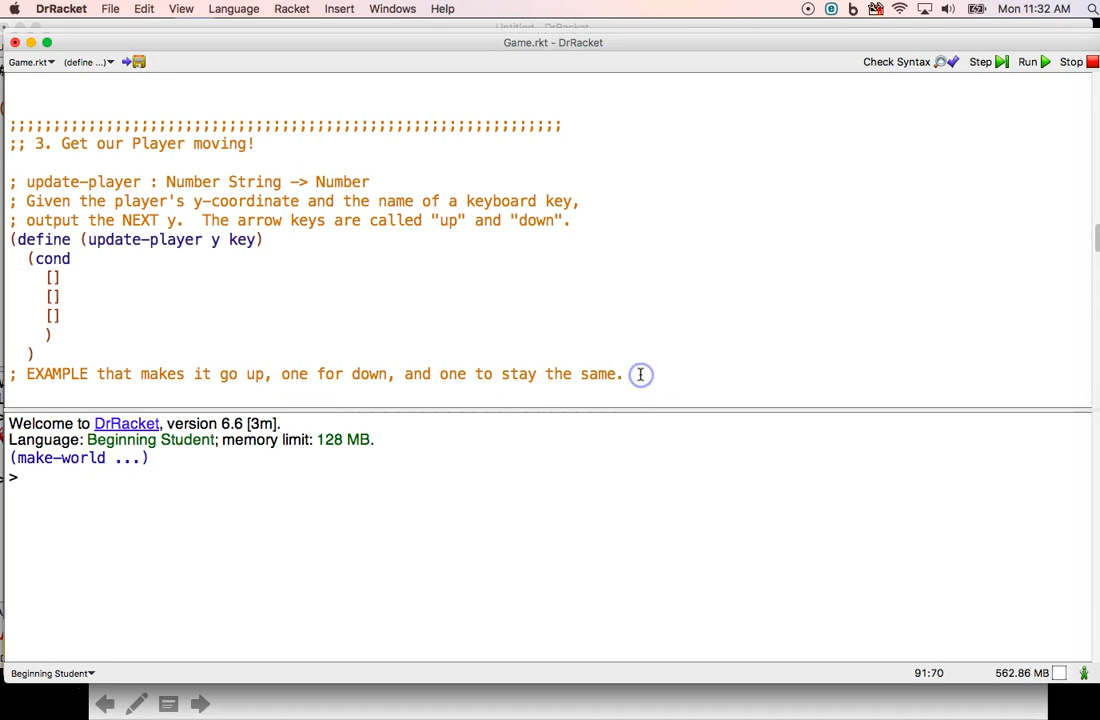 DrRacket File Edit View Language Racket Insert Windows Help Mon 11:32 AM
Untitled - DrRacket
Game.rkt - DrRacket
Game.rkt▾ (define ...)▾ Check Syntax Step Run Stop
;;;;;;;;;;;;;;;;;;;;;;;;;;;;;;;;;;;;;;;;;;;;;;;;;;;;;;;;;;;;;;;
;; 3. Get our Player moving!
; update-player : Number String -> Number
; Given the player's y-coordinate and the name of a keyboard key,
; output the NEXT y.  The arrow keys are called "up" and "down".
(define (update-player y key)
(cond
[]
[]
[]
)
)
; EXAMPLE that makes it go up, one for down, and one to stay the same.
Welcome to DrRacket, version 6.6 [3m].
Language: Beginning Student; memory limit: 128 MB.
(make-world ...)
>
Beginning Student▾ 91:70 562.86 MB